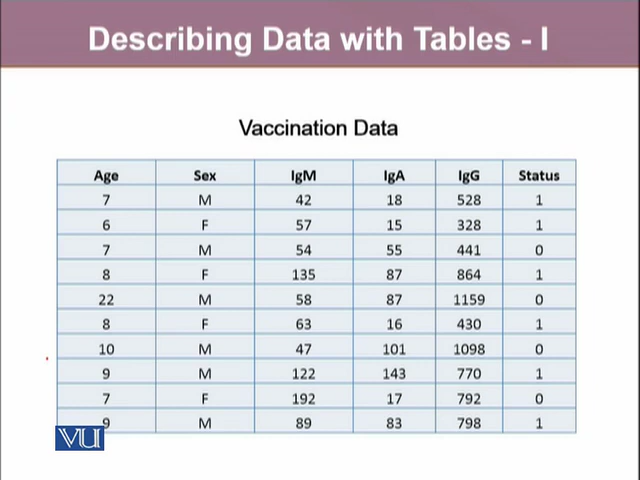 Describing Data with Tables - I
Vaccination Data
Age Sex IgM IgA IgG Status
7 M 42 18 528 1
6 F 57 15 328 1
7 M 54 55 441 0
8 F 135 87 864 1
22 M 58 87 1159 0
8 F 63 16 430 1
10 M 47 101 1098 0
9 M 122 143 770 1
7 F 192 17 792 0
9 M 89 83 798 1
VU